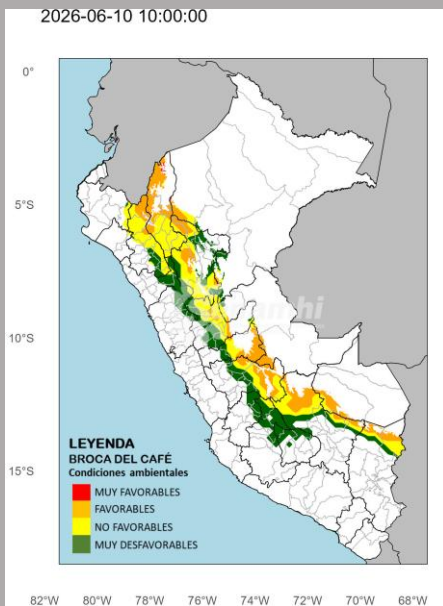 2026-06-10 10:00:00
0°
5°S
10°S
15°S
senamhi
LEYENDA
BROCA DEL CAFÉ
Condiciones ambientales
MUY FAVORABLES
FAVORABLES
NO FAVORABLES
MUY DESFAVORABLES
82°W 80°W 78°W 76°W 74°W 72°W 70°W 68°W